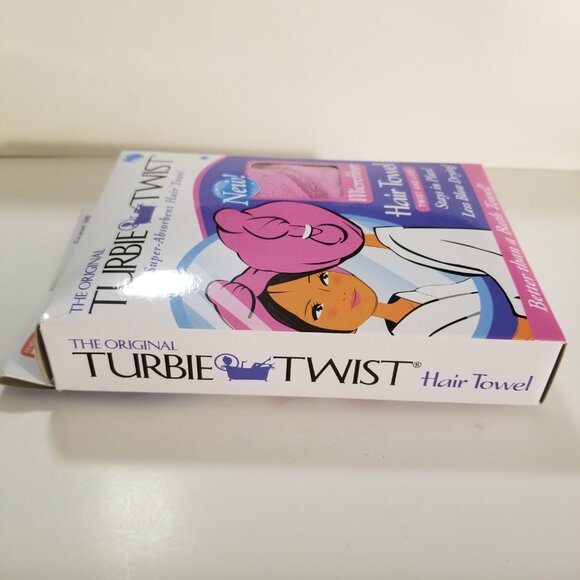 THE ORIGINAL
TURBIE TWIST
Super-Absorbent Hair Towel
New!
Microfiber
Hair Towel
Stays in Place
Less Blow Drying
Better than a Bath Towel
THE ORIGINAL
TURBIE TWIST®
Hair Towel